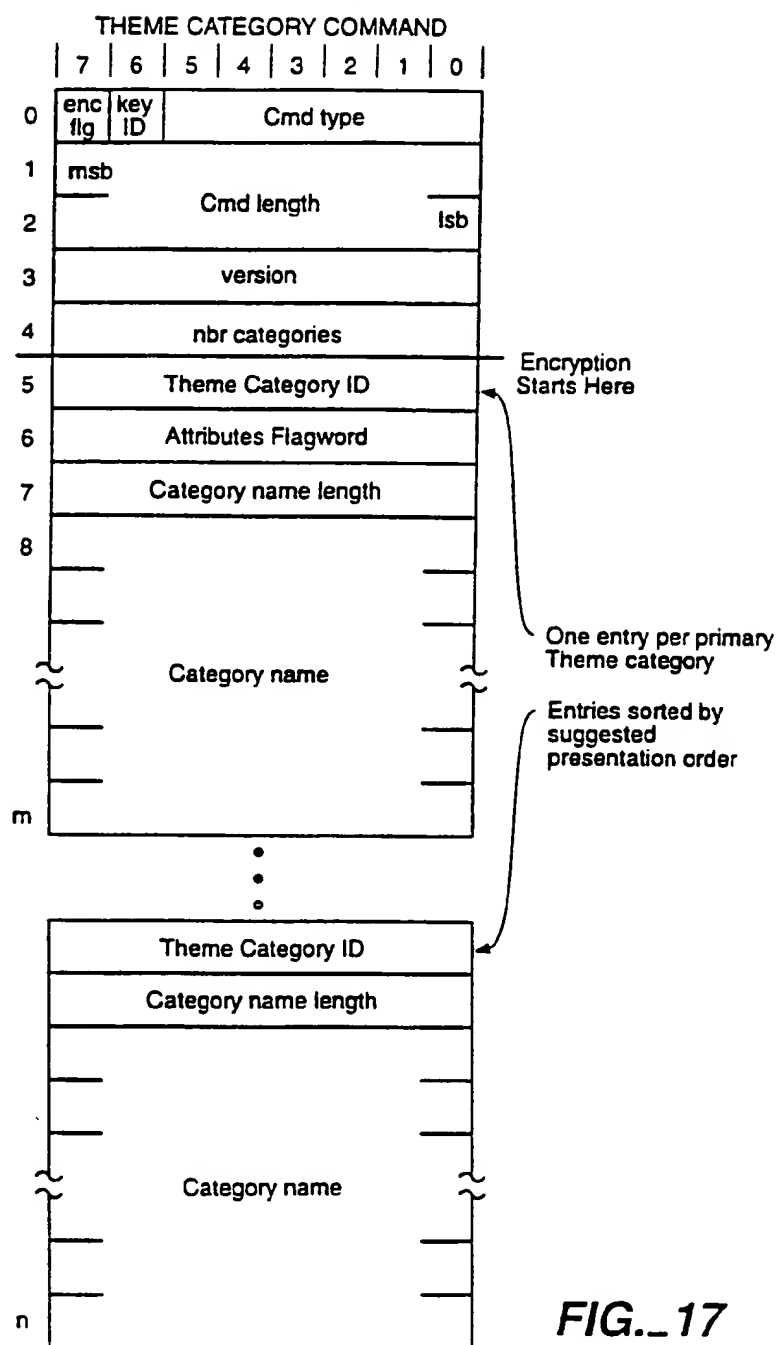 THEME CATEGORY COMMAND
7 6 5 4 3 2 1 0
0 enc flg key ID Cmd type
1 msb
Cmd length
2 lsb
3 version
4 nbr categories
Encryption
Starts Here
5 Theme Category ID
6 Attributes Flagword
7 Category name length
8
One entry per primary
Theme category
Category name
Entries sorted by
suggested
presentation order
m
Theme Category ID
Category name length
Category name
n
FIG._17